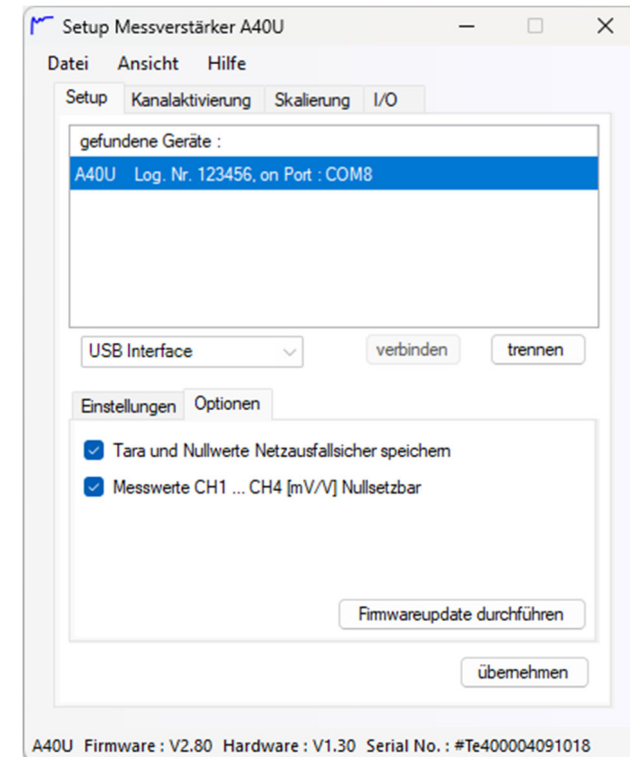 Setup Messverstärker A40U
Datei Ansicht Hilfe
Setup Kanalaktivierung Skalierung I/O
gefundene Geräte :
A40U Log. Nr. 123456, on Port : COM8
USB Interface verbinden trennen
Einstellungen Optionen
Tara und Nullwerte Netzausfallsicher speichern
Messwerte CH1 ... CH4 [mV/V] Nullsetzbar
Firmwareupdate durchführen
übernehmen
A40U Firmware : V2.80 Hardware : V1.30 Serial No. : #Te400004091018